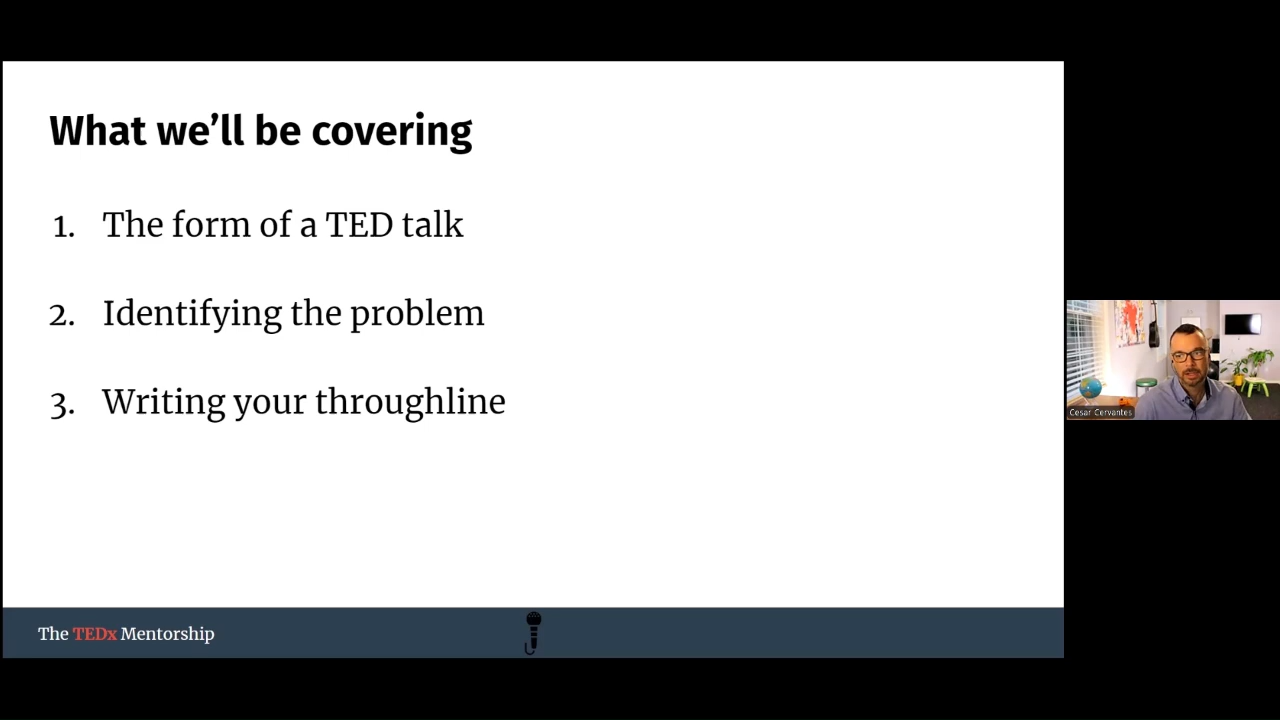 What we’ll be covering
1. The form of a TED talk
2. Identifying the problem
3. Writing your throughline
Cesar Cervantes
The TEDx Mentorship